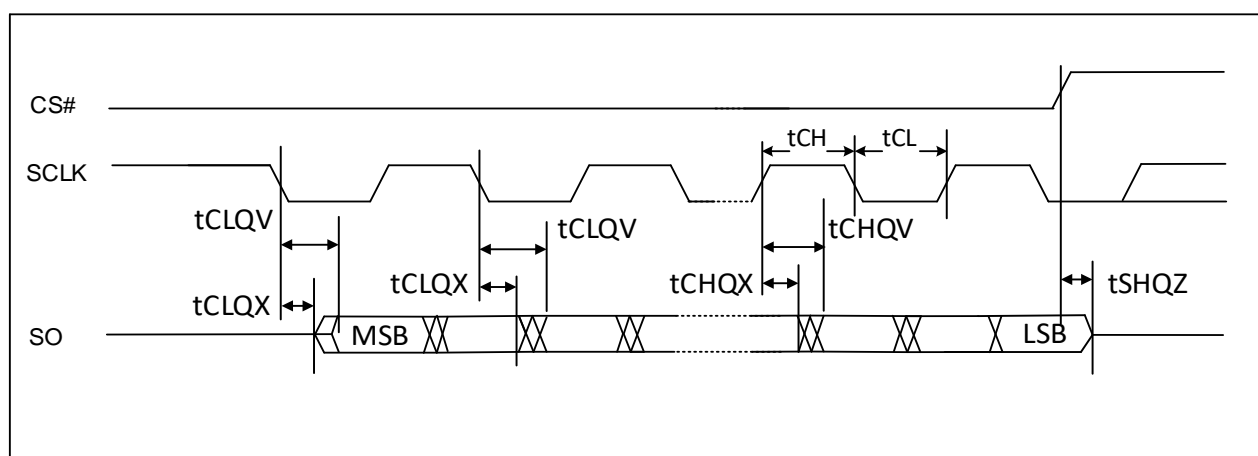 CS#
tCH
tCL
SCLK
tCLQV
tCLQV
tCHQV
tCLQX
tCLQX
tCHQX
tSHQZ
SO
MSB
LSB